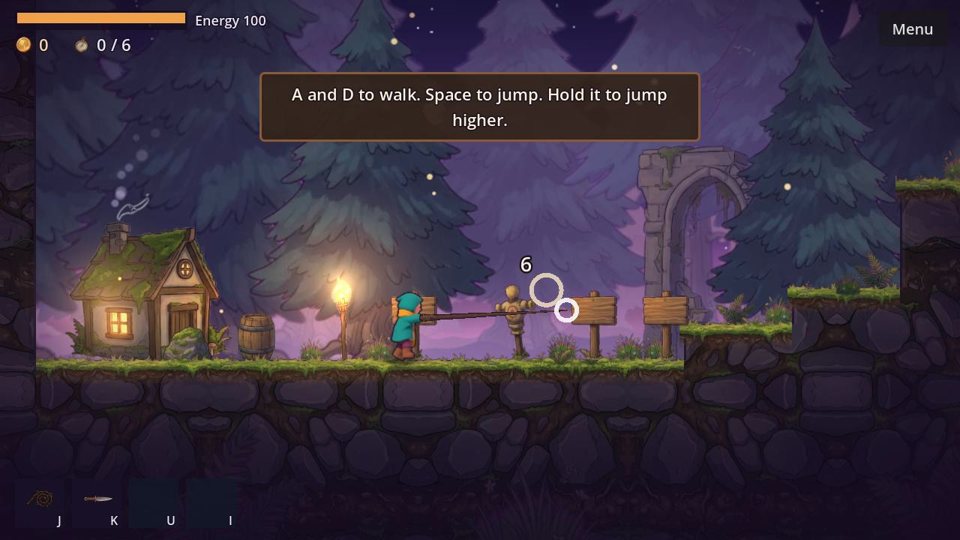 Energy 100
Menu
0
0 / 6
A and D to walk. Space to jump. Hold it to jump
higher.
6
J
K
U
I